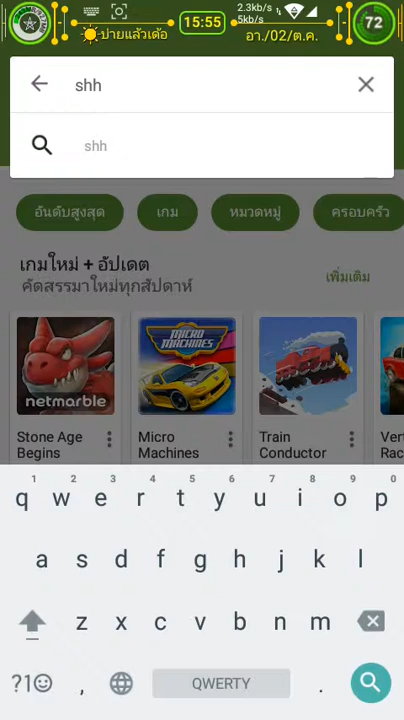 2.3kb/s
5kb/s
15:55
72
ปายแล้วเด้อ
อา./02/ต.ค.
shh
shh
อันดับสูงสุด เกม หมวดหมู่ ครอบครัว
เกมใหม่ + อัปเดต
คัดสรรมาใหม่ทุกสัปดาห์
เพิ่มเติม
netmarble
MICRO MACHINES
Stone Age Begins
Micro Machines
Train Conductor
1 2 3 4 5 6 7 8 9 0
q w e r t y u i o p
a s d f g h j k l
z x c v b n m
?1 , QWERTY .